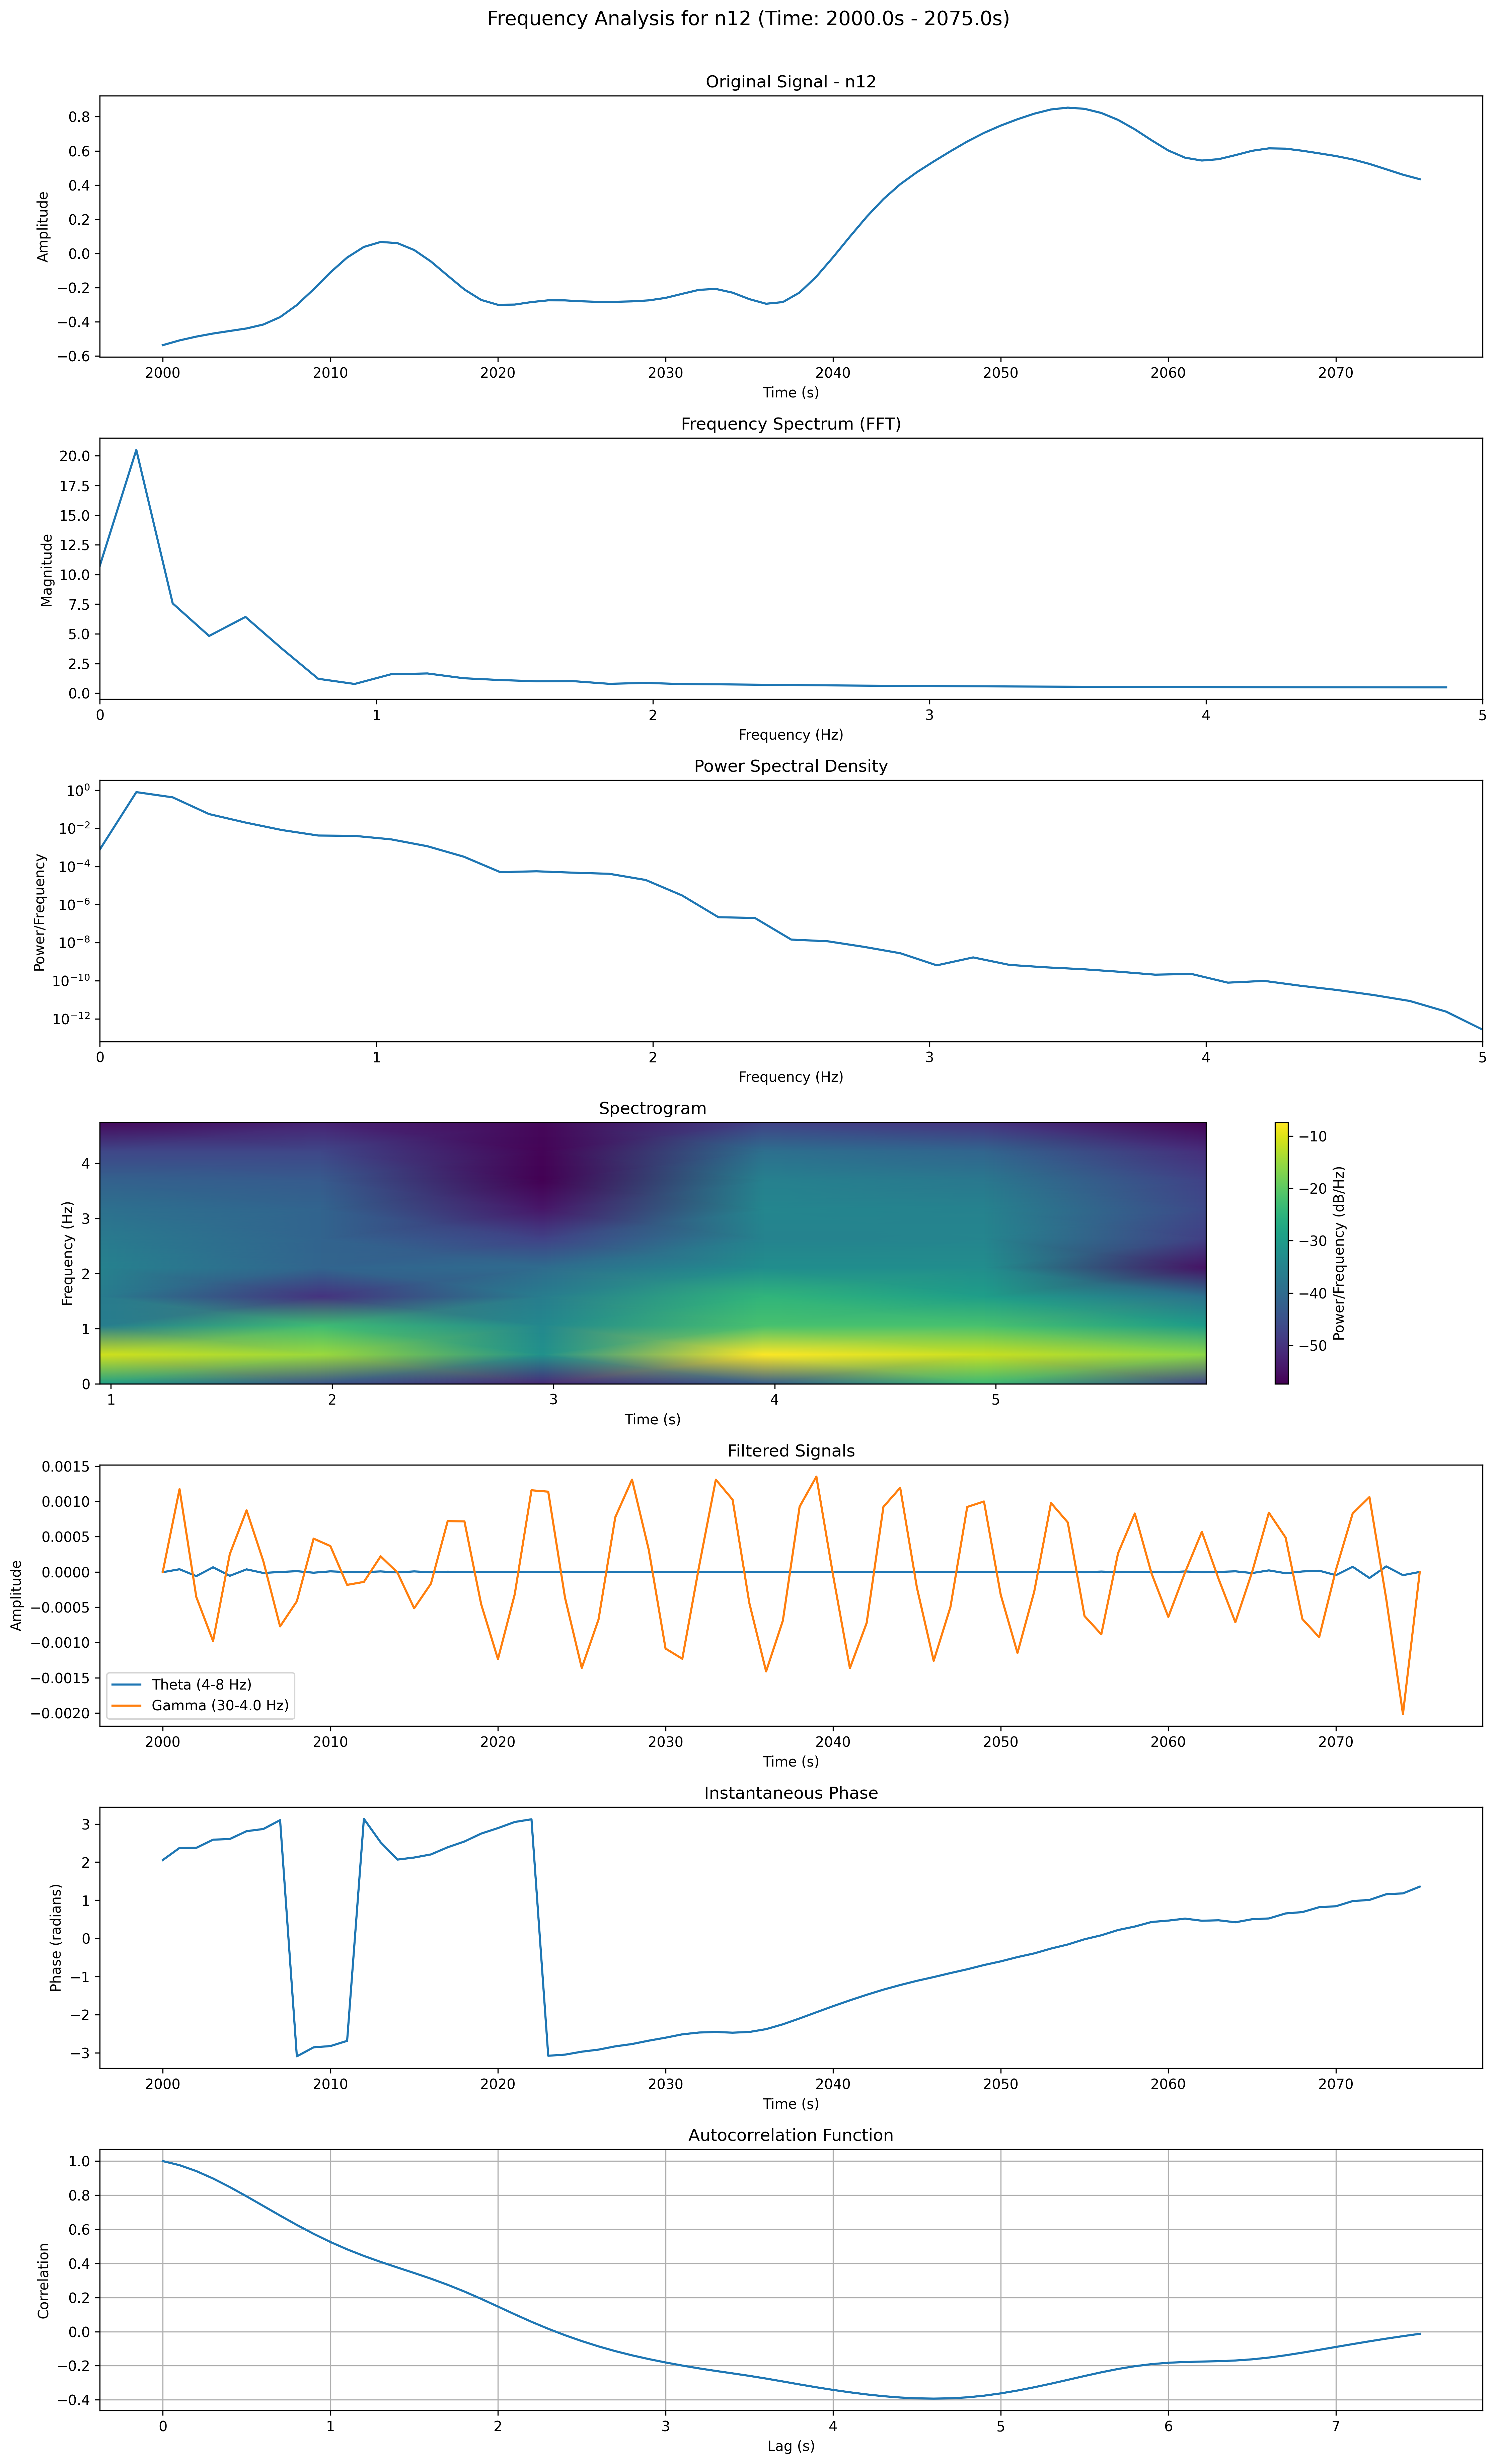 Frequency Analysis for n12 (Time: 2000.0s - 2075.0s)
Original Signal - n12
0.8
0.6
0.4
0.2
0.0
−0.2
−0.4
−0.6
Amplitude
2000 2010 2020 2030 2040 2050 2060 2070
Time (s)
Frequency Spectrum (FFT)
20.0
17.5
15.0
12.5
10.0
7.5
5.0
2.5
0.0
Magnitude
0 1 2 3 4 5
Frequency (Hz)
Power Spectral Density
10⁰
10⁻²
10⁻⁴
10⁻⁶
10⁻⁸
10⁻¹⁰
10⁻¹²
Power/Frequency
0 1 2 3 4 5
Frequency (Hz)
Spectrogram
4
3
2
1
0
Frequency (Hz)
1 2 3 4 5
Time (s)
−10
−20
−30
−40
−50
Power/Frequency (dB/Hz)
Filtered Signals
0.0015
0.0010
0.0005
0.0000
−0.0005
−0.0010
−0.0015
−0.0020
Amplitude
Theta (4-8 Hz)
Gamma (30-4.0 Hz)
2000 2010 2020 2030 2040 2050 2060 2070
Time (s)
Instantaneous Phase
3
2
1
0
−1
−2
−3
Phase (radians)
2000 2010 2020 2030 2040 2050 2060 2070
Time (s)
Autocorrelation Function
1.0
0.8
0.6
0.4
0.2
0.0
−0.2
−0.4
Correlation
0 1 2 3 4 5 6 7
Lag (s)